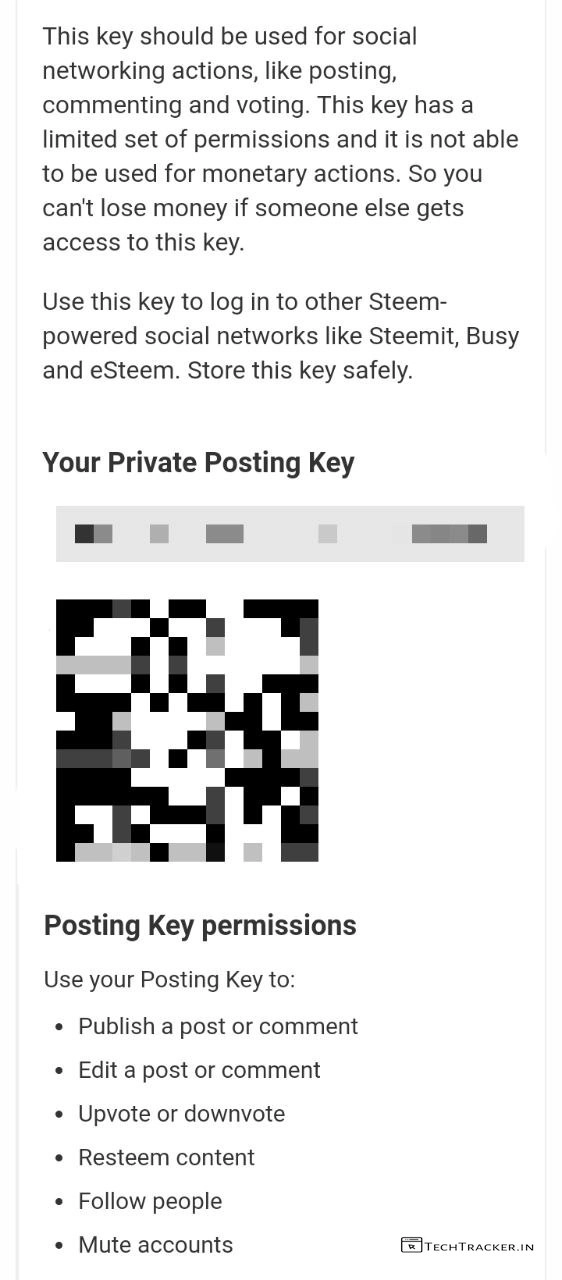 This key should be used for social
networking actions, like posting,
commenting and voting. This key has a
limited set of permissions and it is not able
to be used for monetary actions. So you
can't lose money if someone else gets
access to this key.
Use this key to log in to other Steem-
powered social networks like Steemit, Busy
and eSteem. Store this key safely.
Your Private Posting Key
Posting Key permissions
Use your Posting Key to:
• Publish a post or comment
• Edit a post or comment
• Upvote or downvote
• Resteem content
• Follow people
• Mute accounts
TECHTRACKER.IN